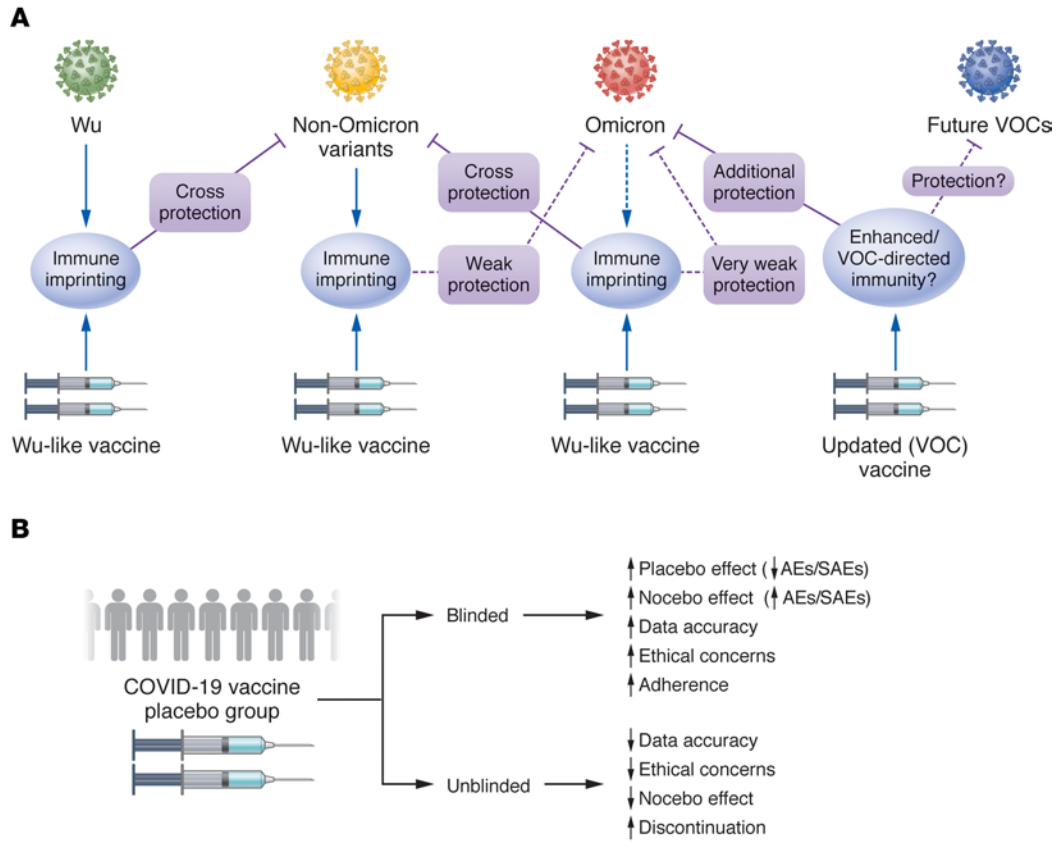 A
Wu
Non-Omicron
variants
Omicron
Future VOCs
Cross
protection
Cross
protection
Additional
protection
Protection?
Immune
imprinting
Immune
imprinting
Weak
protection
Immune
imprinting
Very weak
protection
Enhanced/
VOC-directed
immunity?
Wu-like vaccine
Wu-like vaccine
Wu-like vaccine
Updated (VOC)
vaccine
B
COVID-19 vaccine
placebo group
Blinded
Placebo effect (↓ AEs/SAEs)
Nocebo effect (↑ AEs/SAEs)
Data accuracy
Ethical concerns
Adherence
Unblinded
Data accuracy
Ethical concerns
Nocebo effect
Discontinuation